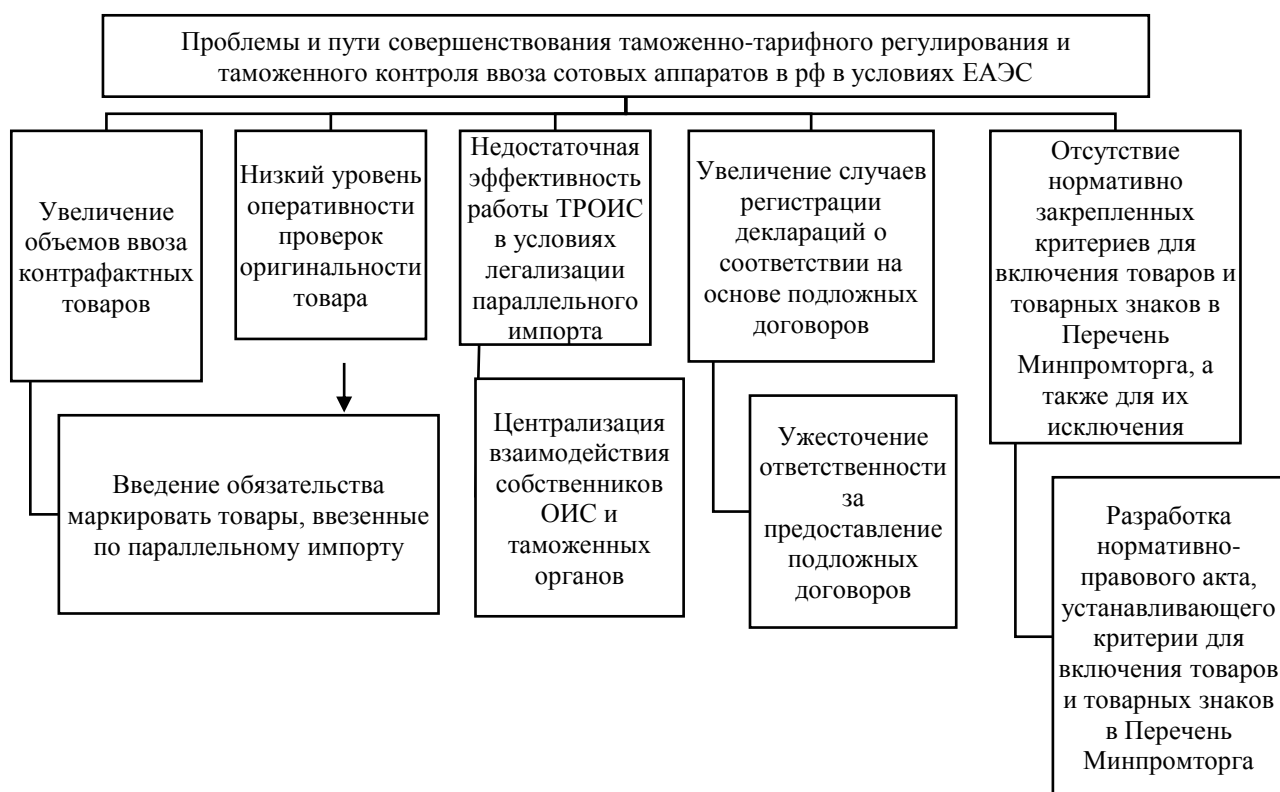 Проблемы и пути совершенствования таможенно-тарифного регулирования и
таможенного контроля ввоза сотовых аппаратов в рф в условиях ЕАЭС
Увеличение
объемов ввоза
контрафактных
товаров
Низкий уровень
оперативности
проверок
оригинальности
товара
Недостаточная
эффективность
работы ТРОИС
в условиях
легализации
параллельного
импорта
Увеличение случаев
регистрации
деклараций о
соответствии на
основе подложных
договоров
Отсутствие
нормативно
закрепленных
критериев для
включения товаров и
товарных знаков в
Перечень
Минпромторга, а
также для их
исключения
Введение обязательства
маркировать товары, ввезенные
по параллельному импорту
Централизация
взаимодействия
собственников
ОИС и
таможенных
органов
Ужесточение
ответственности
за
предоставление
подложных
договоров
Разработка
нормативно-
правового акта,
устанавливающего
критерии для
включения товаров
и товарных знаков
в Перечень
Минпромторга